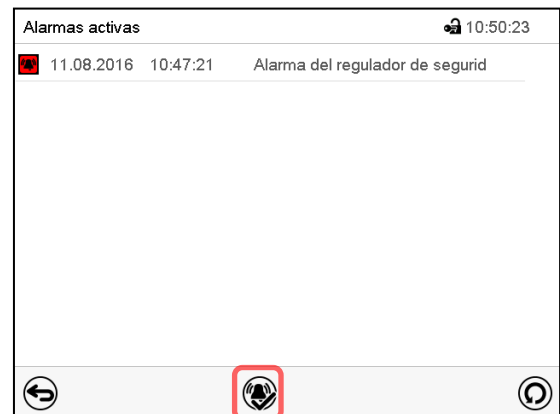 Alarmas activas 10:50:23
11.08.2016 10:47:21 Alarma del regulador de segurid